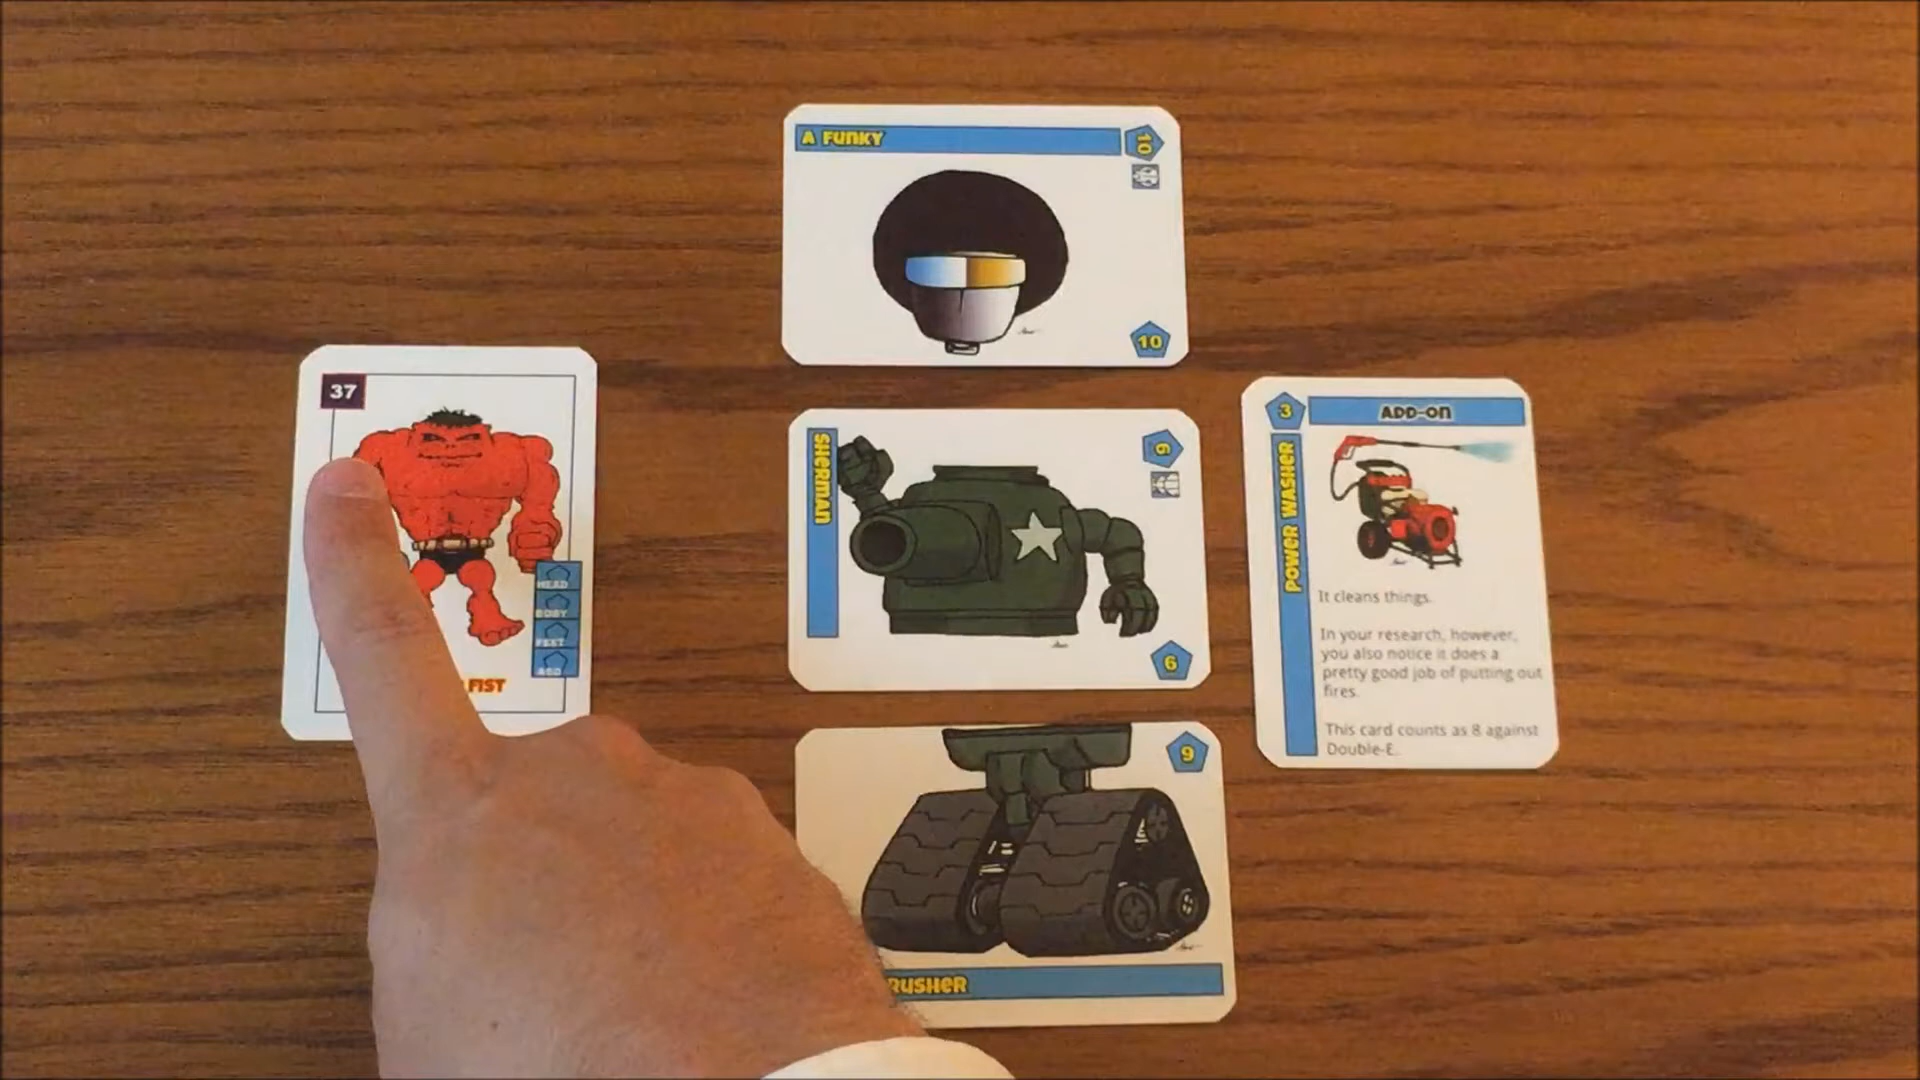 A FUNKY
10
10
37
HEAD
BODY
FEET
ADD
FIST
SHERMAN
6
6
3
ADD-ON
POWER WASHER
It cleans things.
In your research, however,
you also notice it does a
pretty good job of putting out
fires.
This card counts as 8 against
Double-E.
9
RUSHER